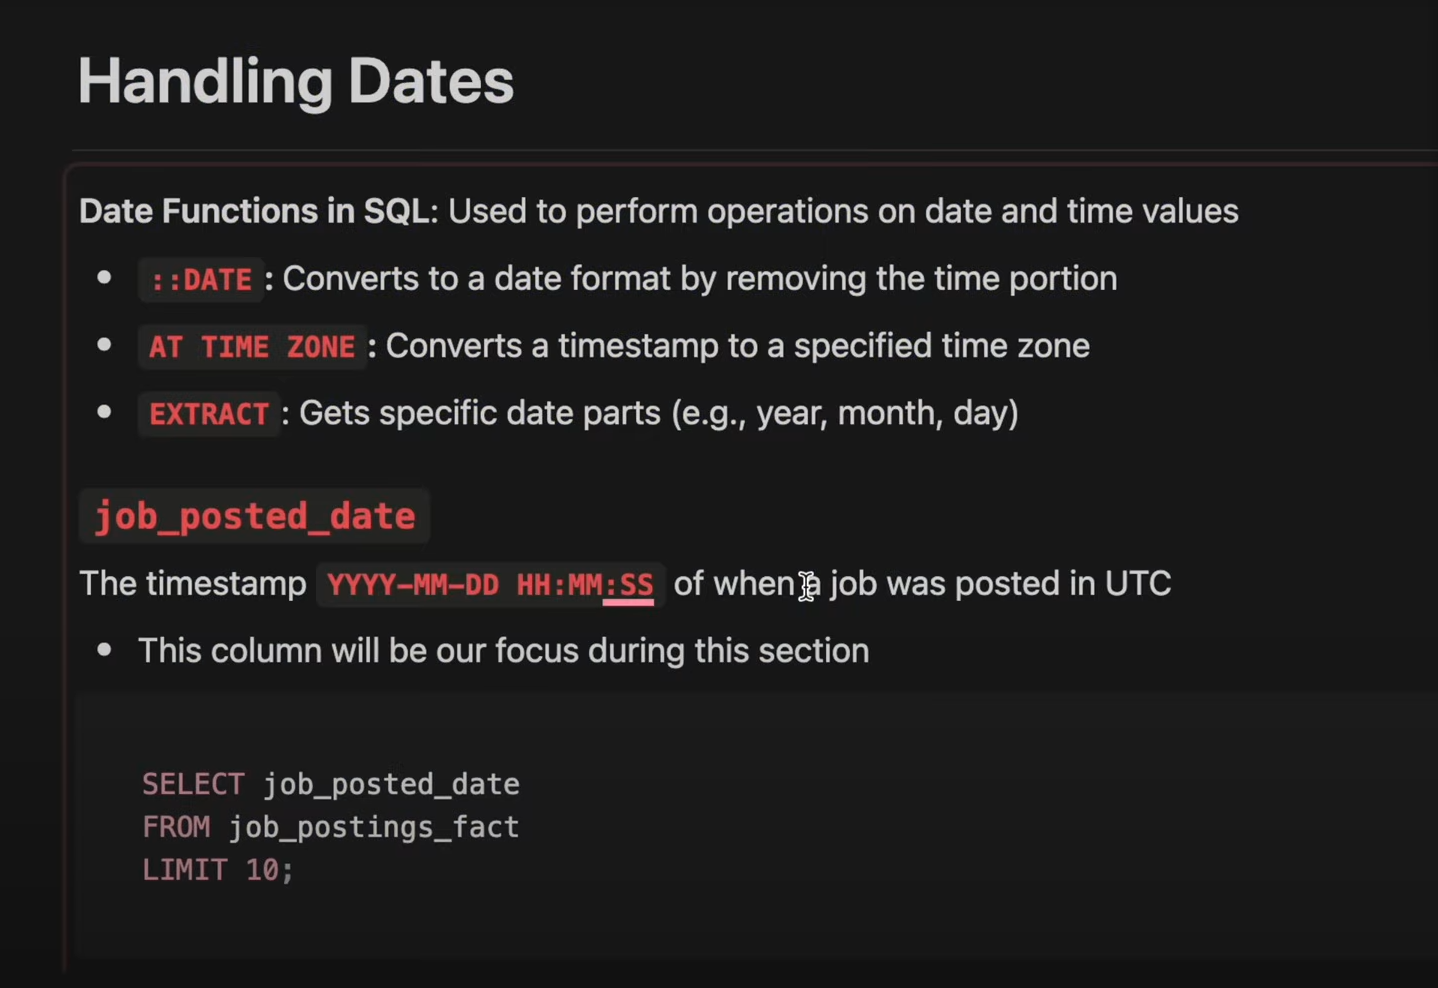 Handling Dates
Date Functions in SQL: Used to perform operations on date and time values
• ::DATE : Converts to a date format by removing the time portion
• AT TIME ZONE : Converts a timestamp to a specified time zone
• EXTRACT : Gets specific date parts (e.g., year, month, day)
job_posted_date
The timestamp YYYY-MM-DD HH:MM:SS of when a job was posted in UTC
• This column will be our focus during this section
SELECT job_posted_date
FROM job_postings_fact
LIMIT 10;